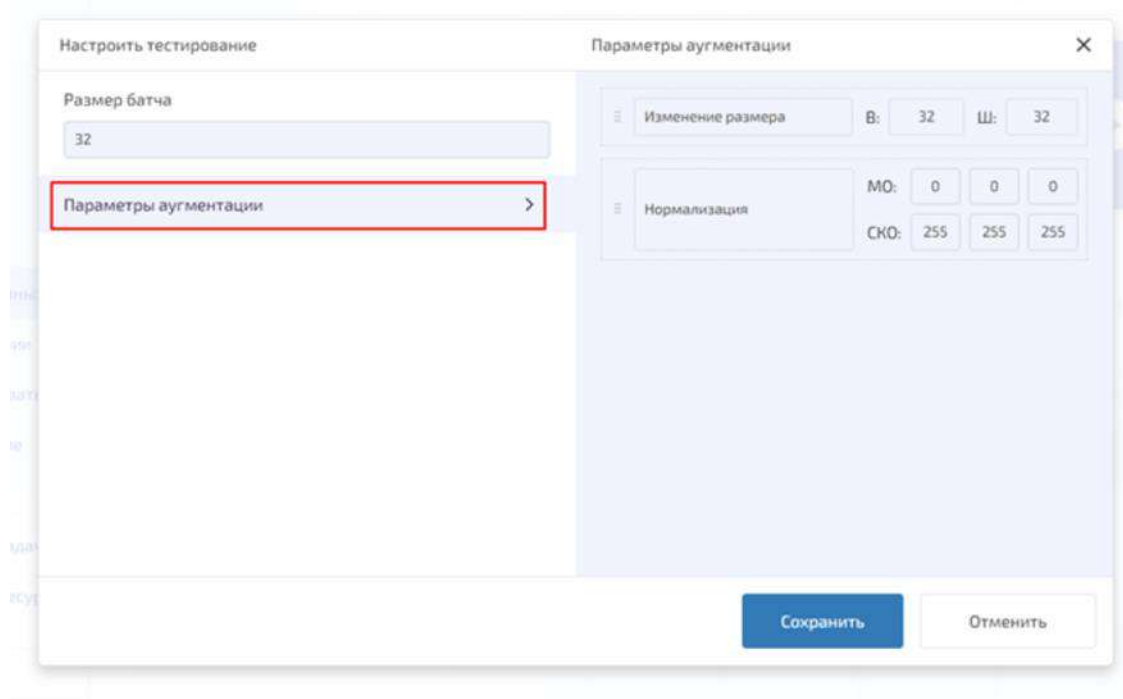 Настроить тестирование
Параметры аугментации
Размер батча
32
Параметры аугментации
Изменение размера В: 32 Ш: 32
Нормализация
МО: 0 0 0
СКО: 255 255 255
Сохранить Отменить